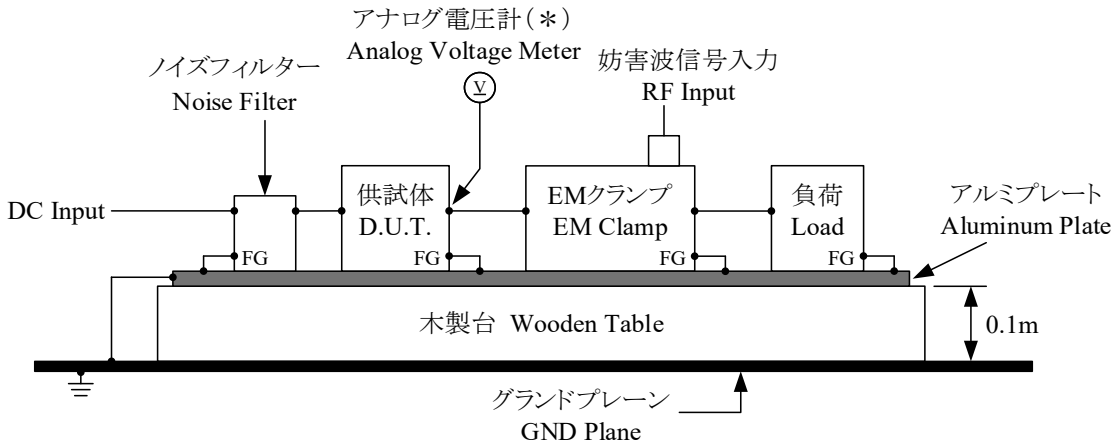 アナログ電圧計(＊)
Analog Voltage Meter
V
妨害波信号入力
RF Input
ノイズフィルター
Noise Filter
供試体
D.U.T.
EMクランプ
EM Clamp
負荷
Load
アルミプレート
Aluminum Plate
DC Input
FG
FG
FG
FG
木製台 Wooden Table
0.1m
グランドプレーン
GND Plane